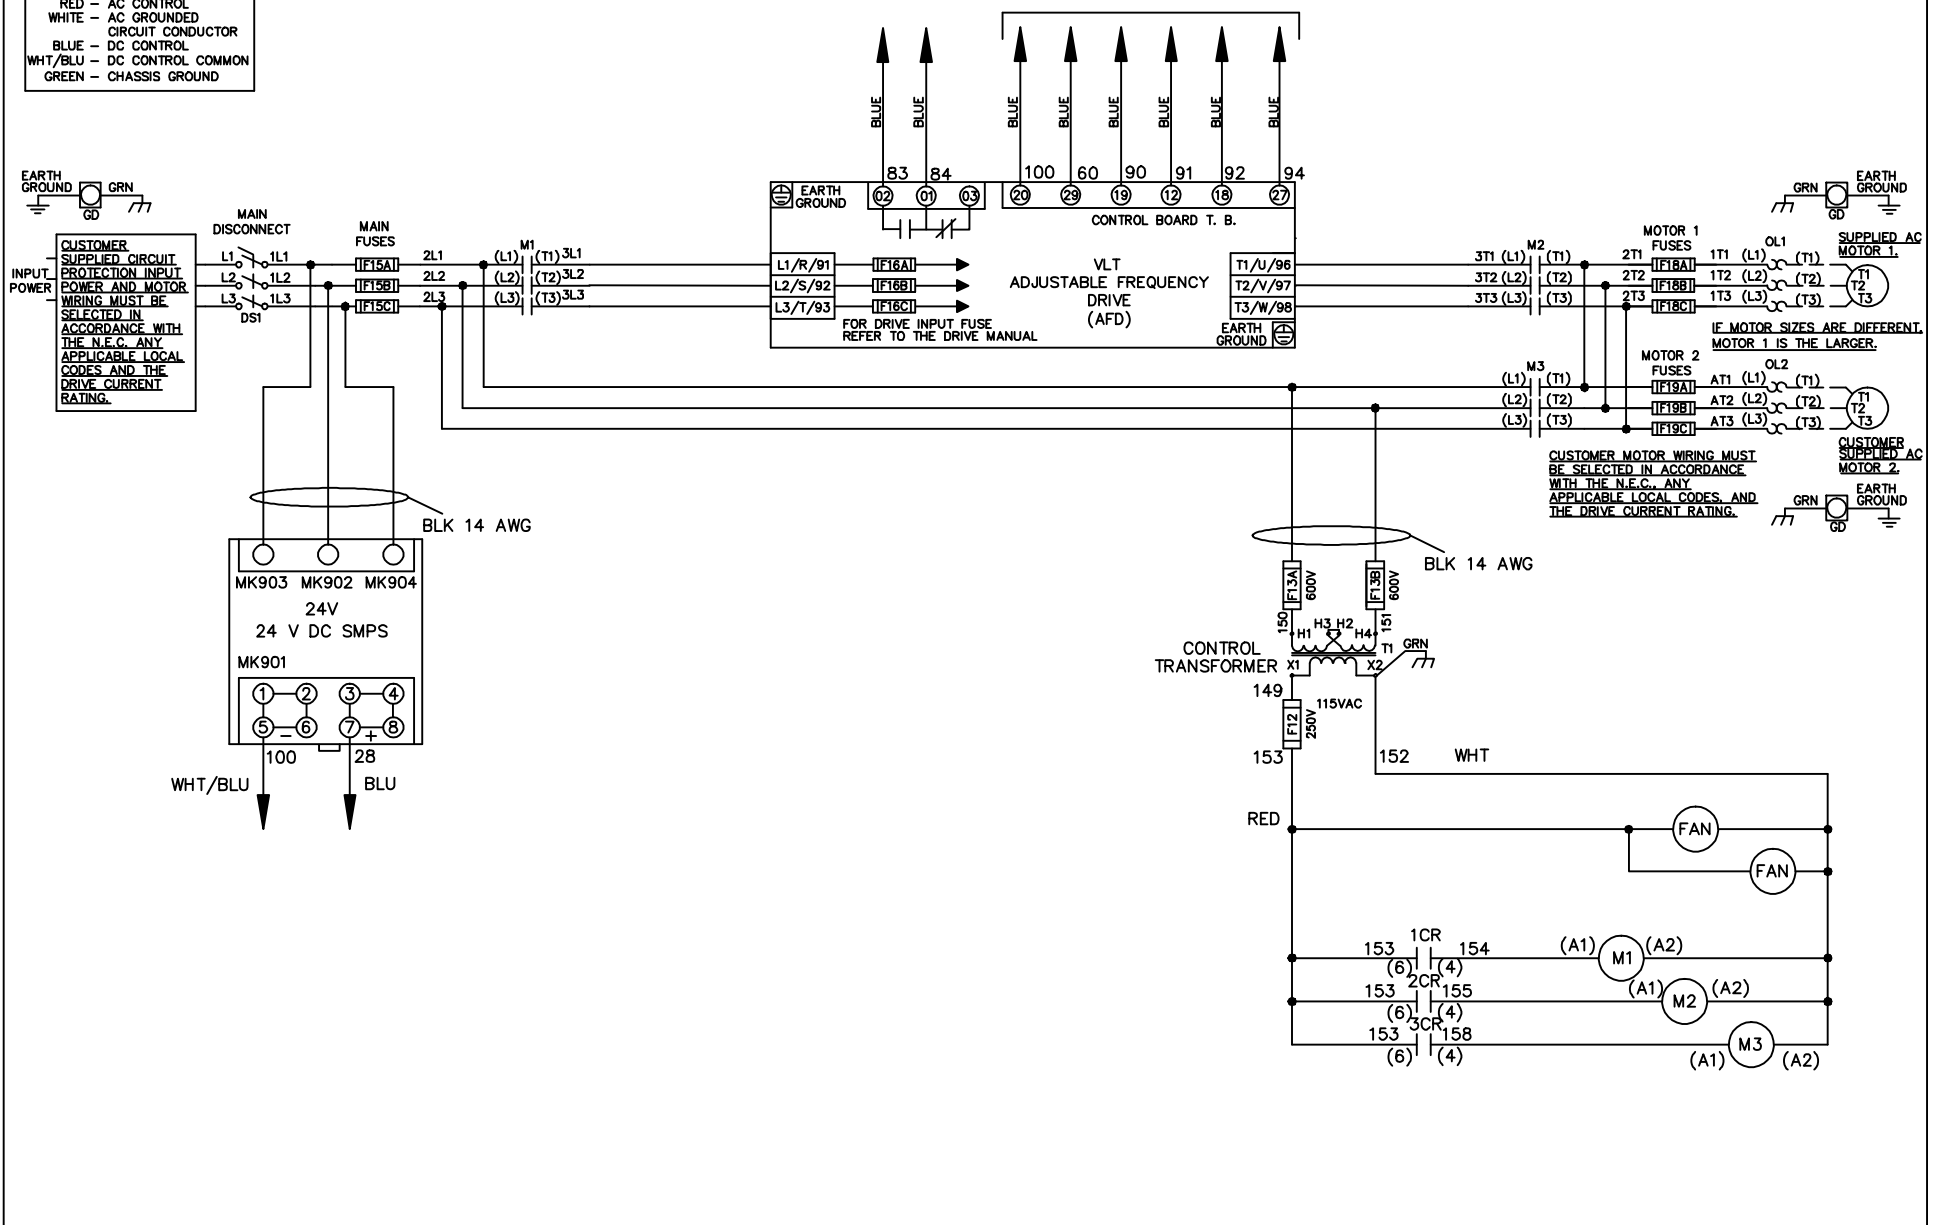 RED – AC CONTROL
WHITE – AC GROUNDED
CIRCUIT CONDUCTOR
BLUE – DC CONTROL
WHT/BLU – DC CONTROL COMMON
GREEN – CHASSIS GROUND
BLUE
BLUE
BLUE
BLUE
BLUE
BLUE
BLUE
BLUE
83
84
100
60
90
91
92
94
EARTH
GROUND
GRN
GD
EARTH
GROUND
02
01
03
20
29
19
12
18
27
CONTROL BOARD T. B.
GRN
EARTH
GROUND
GD
MAIN
DISCONNECT
MAIN
FUSES
INPUT
POWER
CUSTOMER
SUPPLIED CIRCUIT
PROTECTION INPUT
POWER AND MOTOR
WIRING MUST BE
SELECTED IN
ACCORDANCE WITH
THE N.E.C. ANY
APPLICABLE LOCAL
CODES AND THE
DRIVE CURRENT
RATING.
L1 1L1
L2 1L2
L3 1L3
DS1
F15A
F15B
F15C
2L1
2L2
2L3
M1
(L1) (T1) 3L1
(L2) (T2) 3L2
(L3) (T3) 3L3
L1/R/91
L2/S/92
L3/T/93
F16A
F16B
F16C
FOR DRIVE INPUT FUSE
REFER TO THE DRIVE MANUAL
VLT
ADJUSTABLE FREQUENCY
DRIVE
(AFD)
T1/U/96
T2/V/97
T3/W/98
EARTH
GROUND
M2
3T1 (L1) (T1)
3T2 (L2) (T2)
3T3 (L3) (T3)
MOTOR 1
FUSES
2T1 F18A 1T1 (L1) (T1)
2T2 F18B 1T2 (L2) (T2)
2T3 F18C 1T3 (L3) (T3)
OL1
SUPPLIED AC
MOTOR 1.
T1
T2
T3
IF MOTOR SIZES ARE DIFFERENT,
MOTOR 1 IS THE LARGER.
M3
(L1) (T1)
(L2) (T2)
(L3) (T3)
MOTOR 2
FUSES
OL2
F19A AT1 (L1) (T1)
F19B AT2 (L2) (T2)
F19C AT3 (L3) (T3)
T1
T2
T3
CUSTOMER
SUPPLIED AC
MOTOR 2.
CUSTOMER MOTOR WIRING MUST
BE SELECTED IN ACCORDANCE
WITH THE N.E.C., ANY
APPLICABLE LOCAL CODES, AND
THE DRIVE CURRENT RATING.
GRN
EARTH
GROUND
GD
BLK 14 AWG
MK903 MK902 MK904
24V
24 V DC SMPS
MK901
1 2 3 4
5 6 7 8
– +
100
28
WHT/BLU
BLU
BLK 14 AWG
F13A
600V
F13B
600V
150
151
H1 H3 H2 H4
T1
GRN
CONTROL
TRANSFORMER
X1
X2
149
115VAC
F12
250V
153
152
WHT
RED
FAN
FAN
1CR
153 154 (A1) M1 (A2)
(6) (4)
2CR
153 155 (A1) M2 (A2)
(6) (4)
3CR
153 158 M3
(6) (4) (A1) (A2)